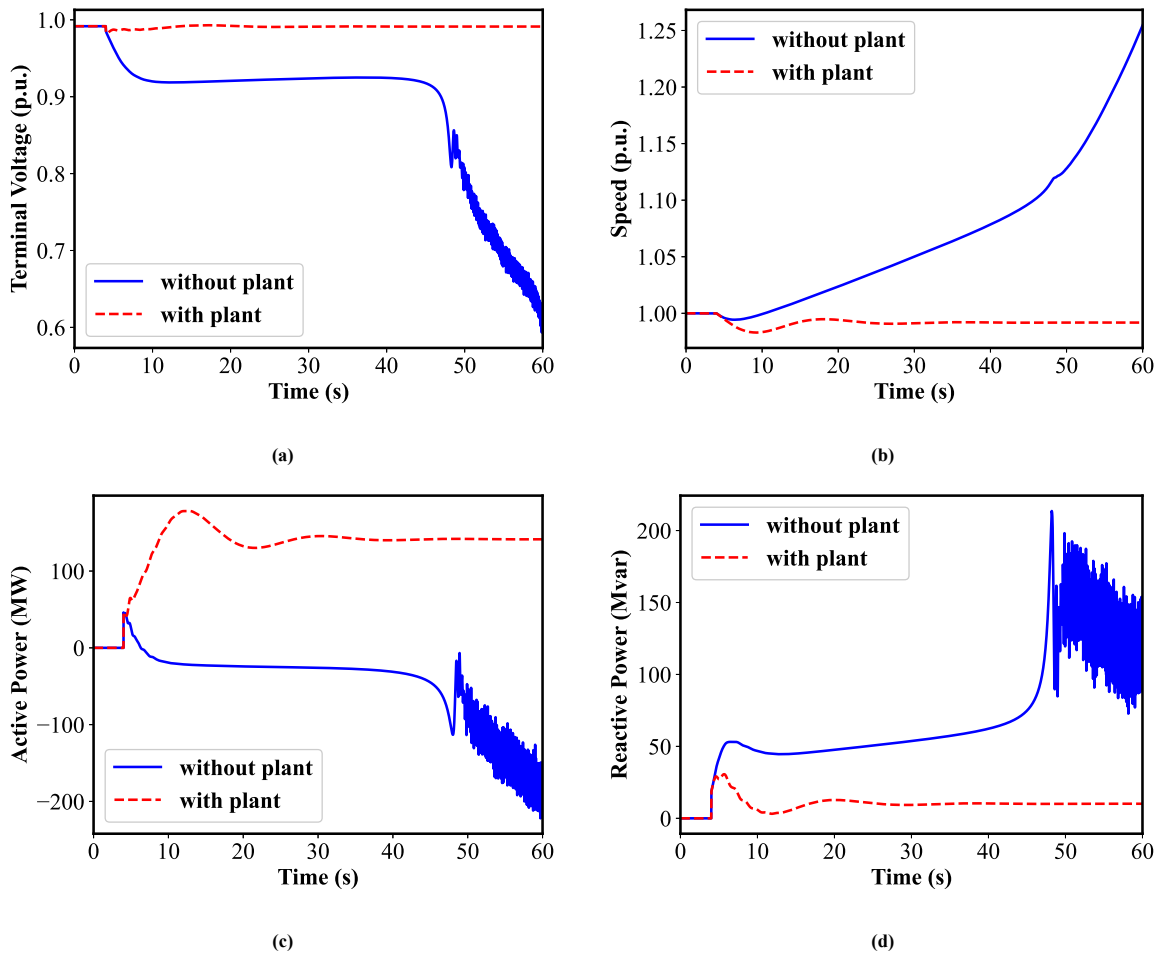 1.0
0.9
0.8
0.7
0.6
Terminal Voltage (p.u.)
without plant
with plant
0 10 20 30 40 50 60
Time (s)
(a)
1.25
1.20
1.15
1.10
1.05
1.00
Speed (p.u.)
without plant
with plant
0 10 20 30 40 50 60
Time (s)
(b)
100
0
−100
−200
Active Power (MW)
without plant
with plant
0 10 20 30 40 50 60
Time (s)
(c)
200
150
100
50
0
Reactive Power (Mvar)
without plant
with plant
0 10 20 30 40 50 60
Time (s)
(d)